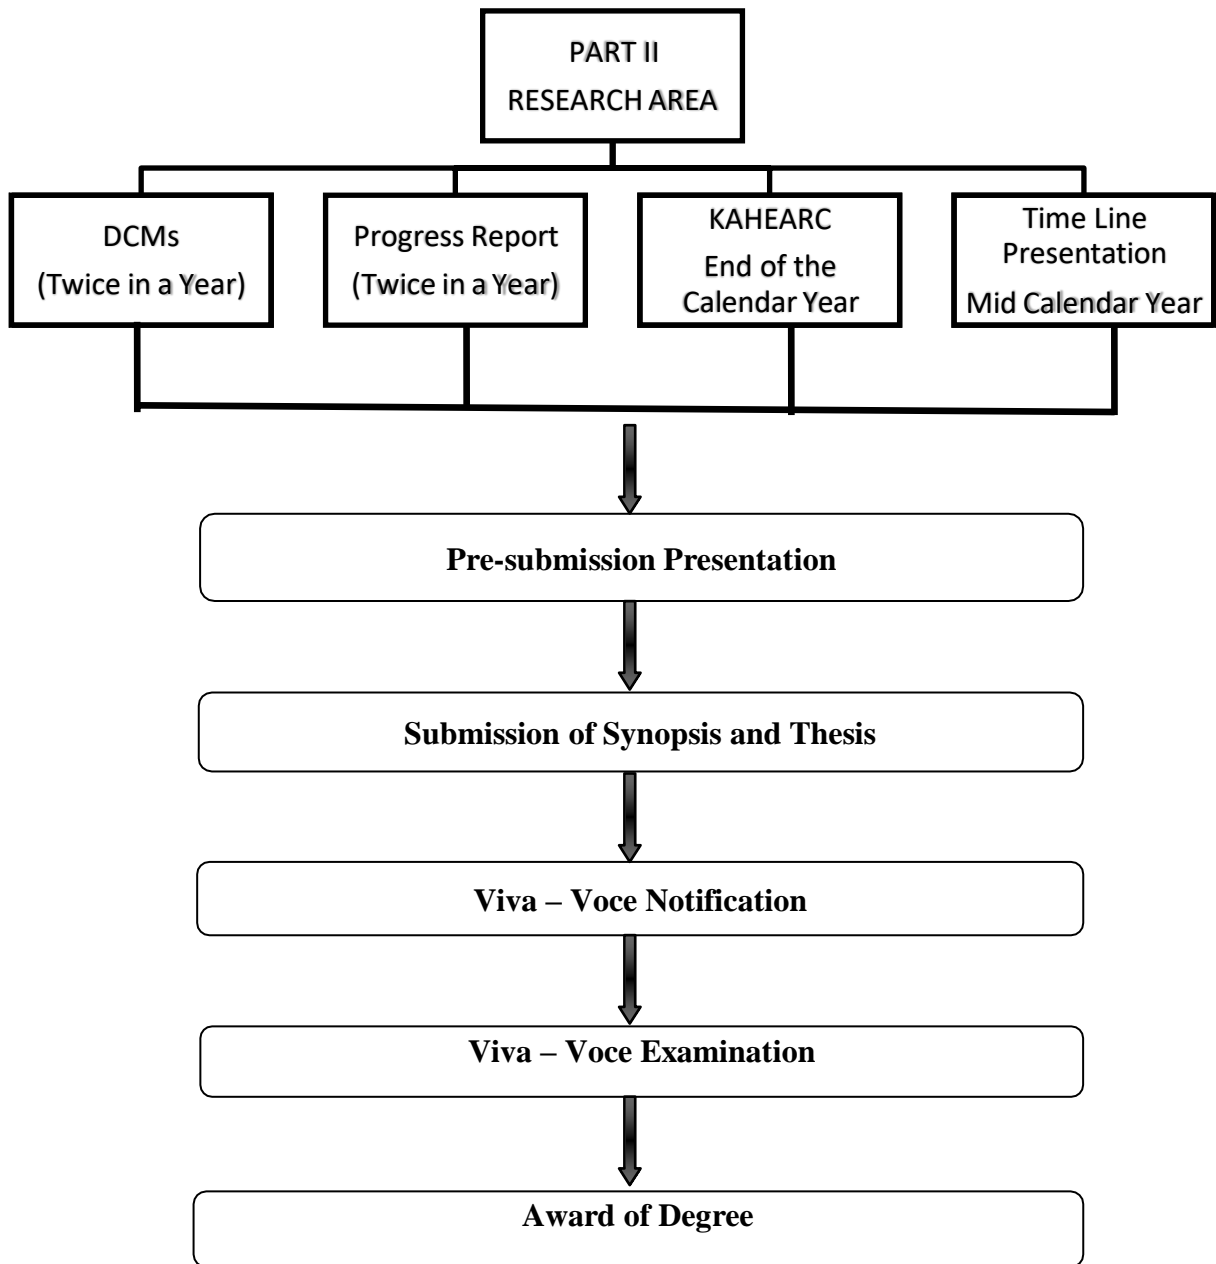 PART II
RESEARCH AREA
DCMs
(Twice in a Year)
Progress Report
(Twice in a Year)
KAHEARC
End of the
Calendar Year
Time Line
Presentation
Mid Calendar Year
Pre-submission Presentation
Submission of Synopsis and Thesis
Viva – Voce Notification
Viva – Voce Examination
Award of Degree